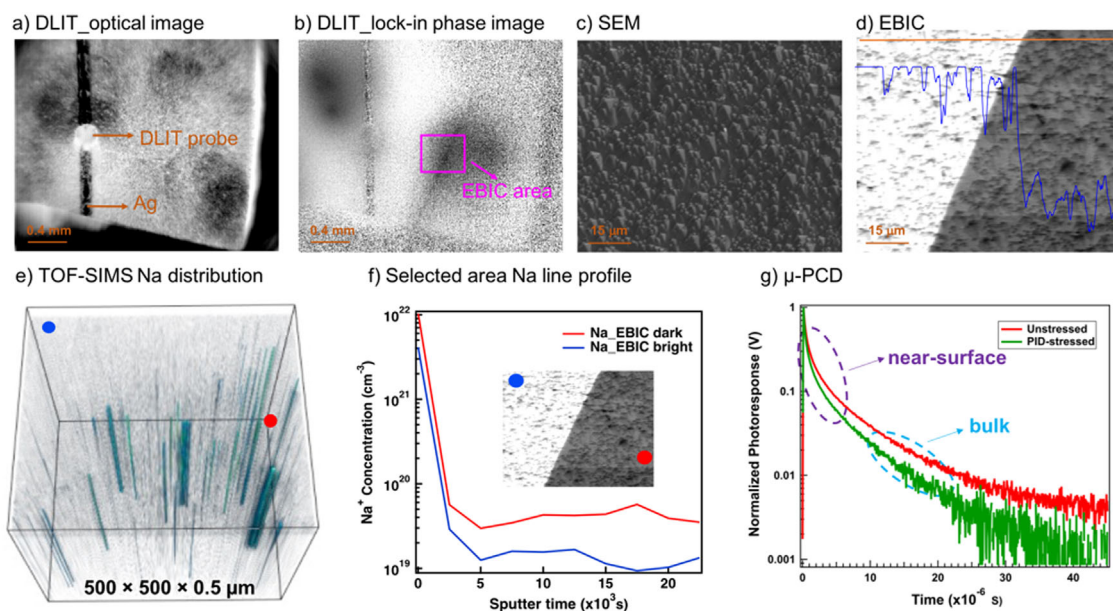 a) DLIT_optical image
b) DLIT_lock-in phase image
c) SEM
d) EBIC
DLIT probe
Ag
0.4 mm
EBIC area
0.4 mm
15 µm
15 µm
e) TOF-SIMS Na distribution
500 × 500 × 0.5 µm
f) Selected area Na line profile
Na⁺ Concentration (cm⁻³)
10²²
10²¹
10²⁰
10¹⁹
Na_EBIC dark
Na_EBIC bright
0 5 10 15 20
Sputter time (x10³s)
g) µ-PCD
Normalized Photoresponse (V)
1
0.1
0.01
0.001
Unstressed
PID-stressed
near-surface
bulk
0 10 20 30 40
Time (x10⁻⁶ s)